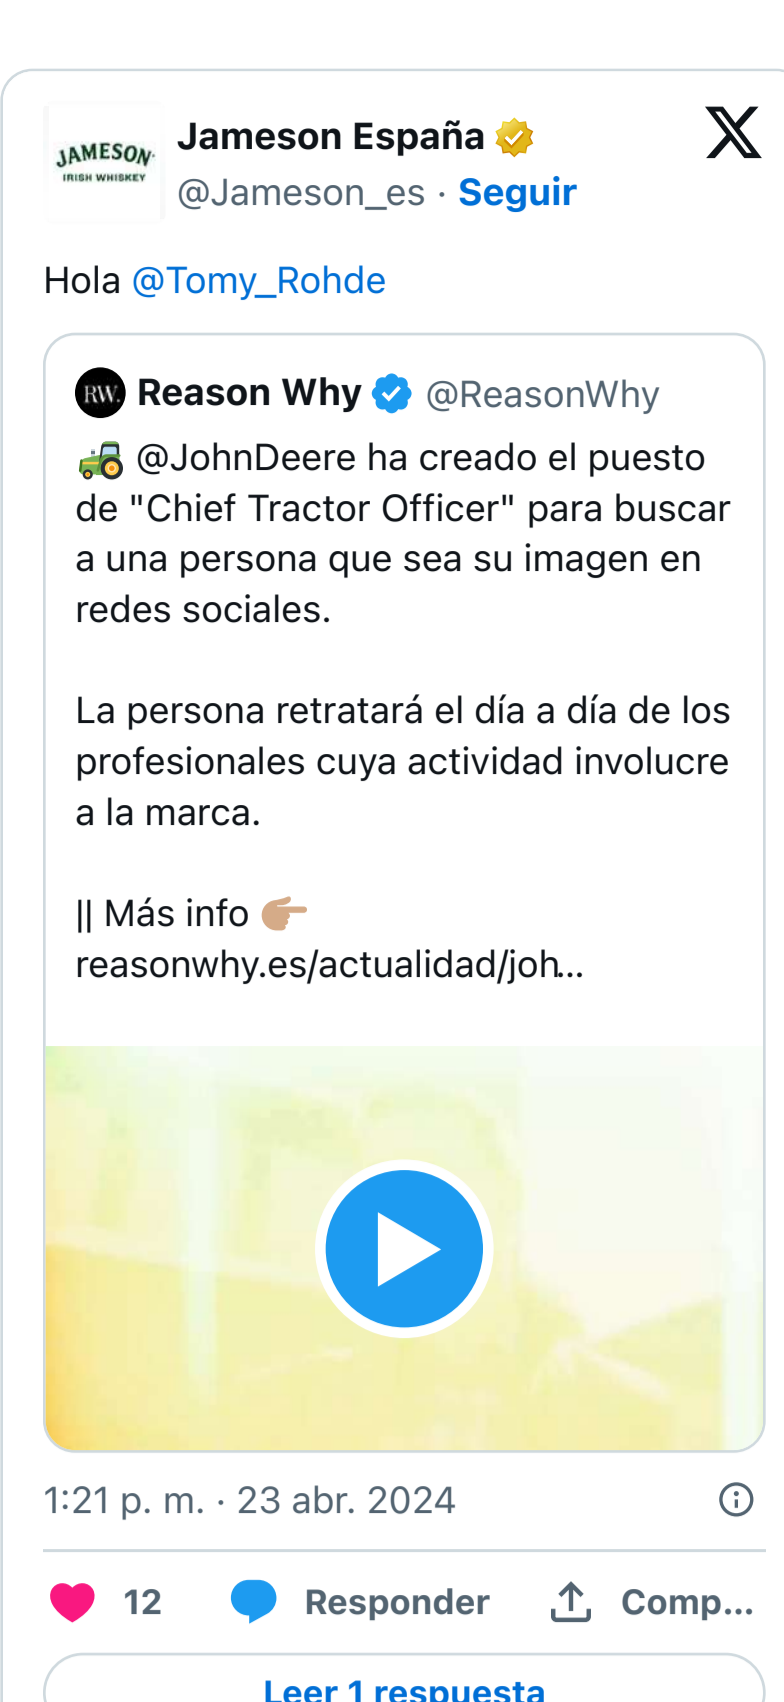 JAMESON
IRISH WHISKEY
Jameson España
@Jameson_es · Seguir
Hola @Tomy_Rohde
RW. Reason Why @ReasonWhy
🚜 @JohnDeere ha creado el puesto
de "Chief Tractor Officer" para buscar
a una persona que sea su imagen en
redes sociales.
La persona retratará el día a día de los
profesionales cuya actividad involucre
a la marca.
|| Más info 👉🏽
reasonwhy.es/actualidad/joh...
1:21 p. m. · 23 abr. 2024
12 Responder Comp...
Leer 1 respuesta